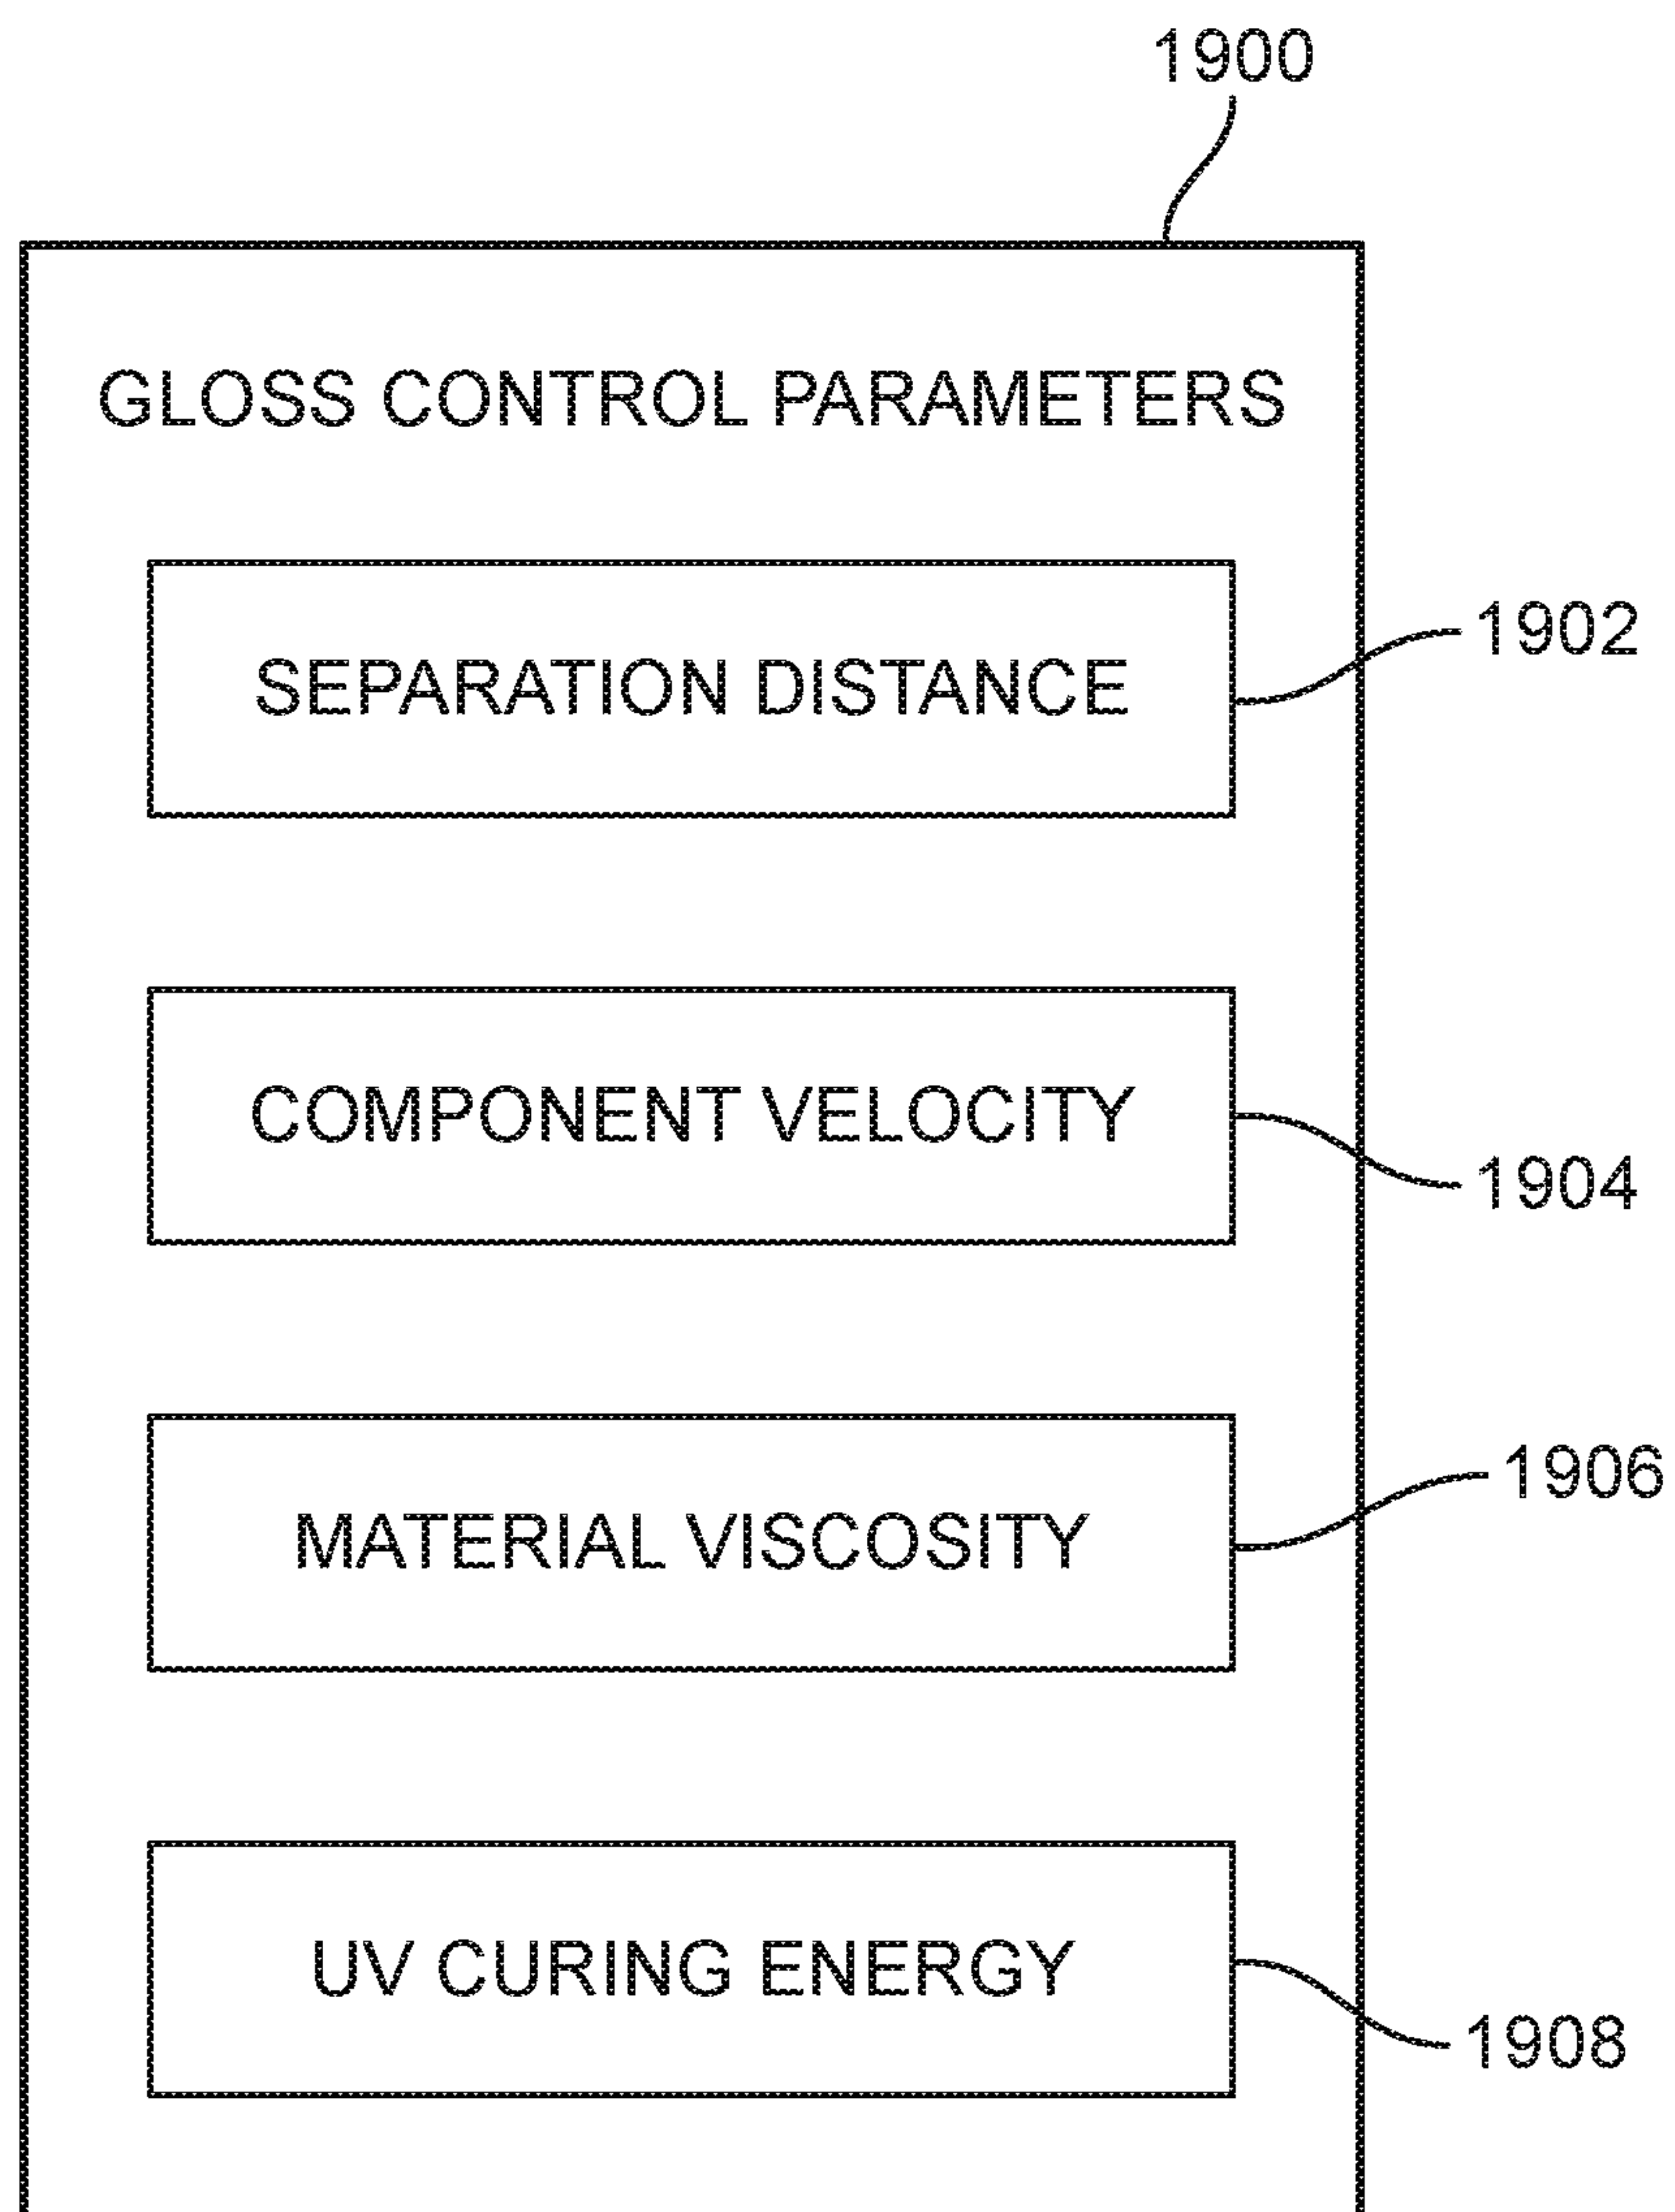 1900
GLOSS CONTROL PARAMETERS
SEPARATION DISTANCE
1902
COMPONENT VELOCITY
1904
MATERIAL VISCOSITY
1906
UV CURING ENERGY
1908